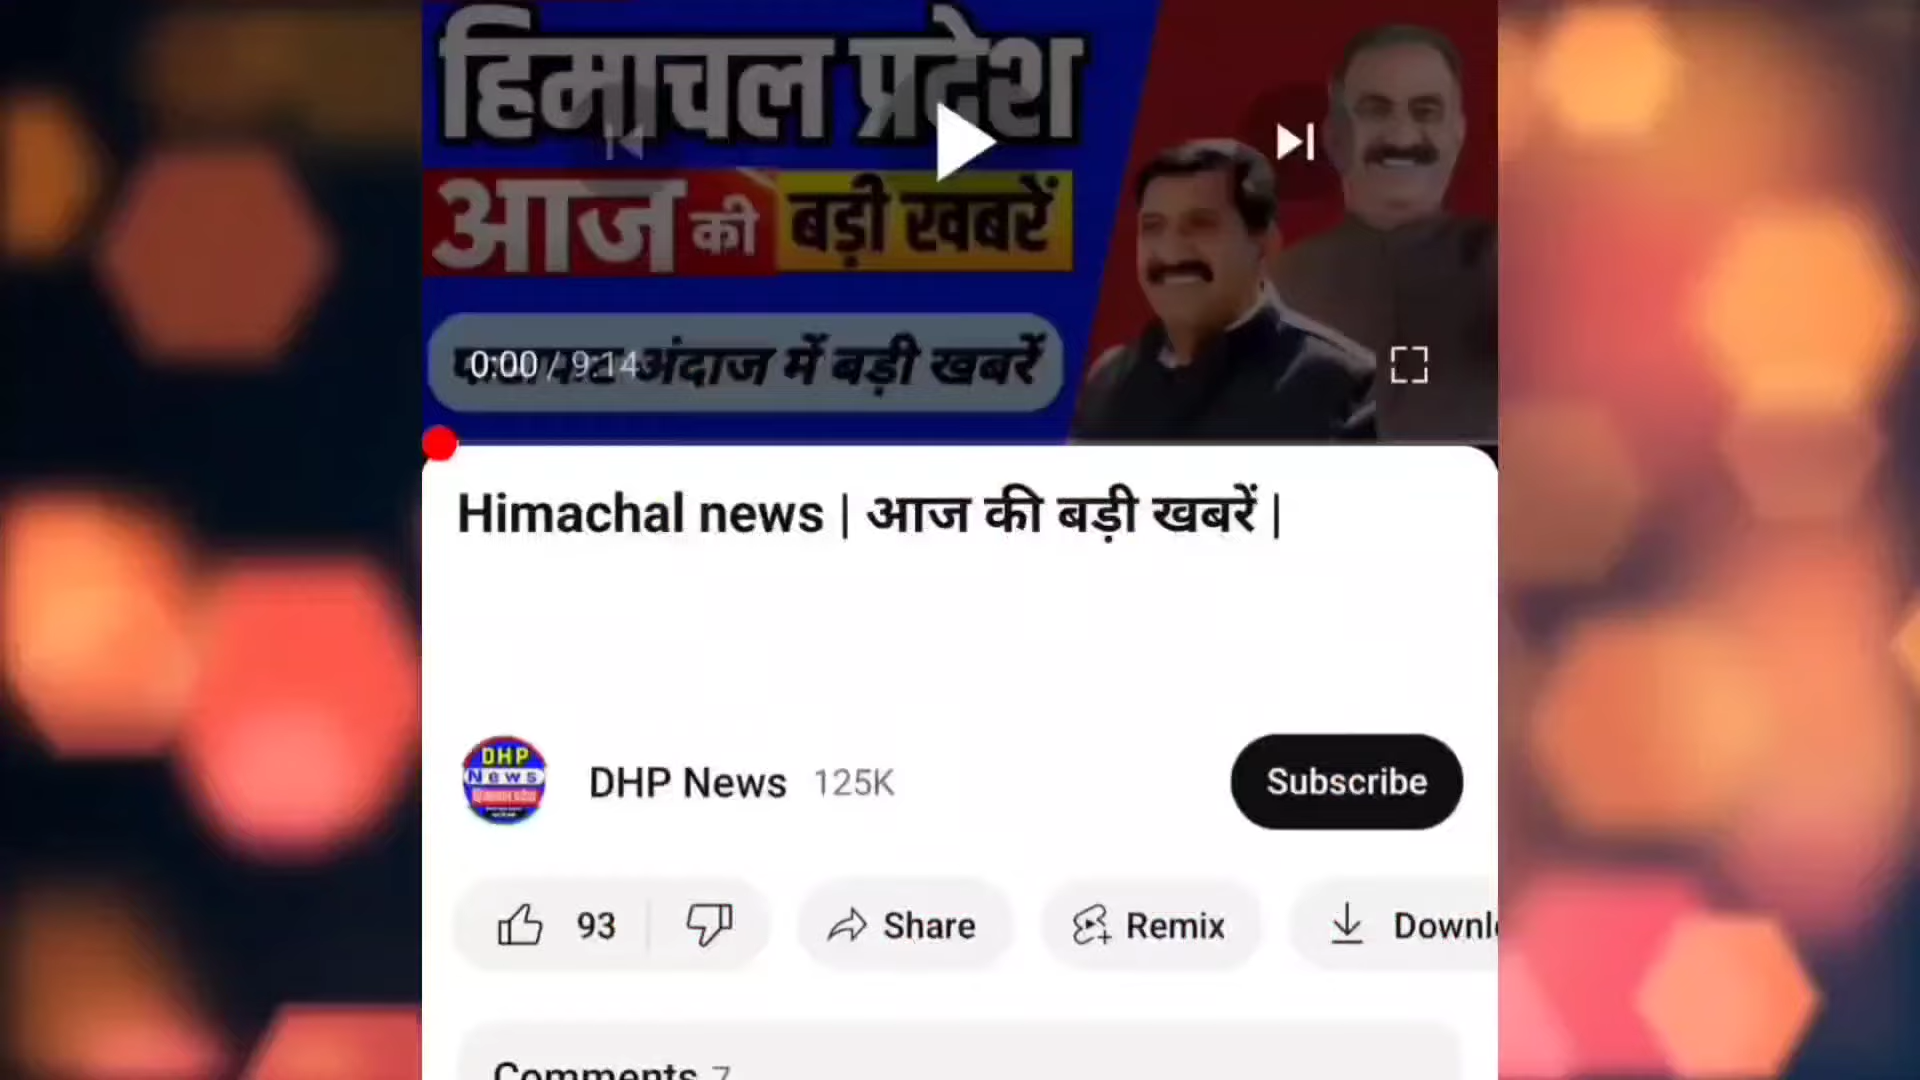 हिमाचल प्रदेश
आज की बड़ी खबरें
अंदाज में बड़ी खबरें
0:00 / 9:14
Himachal news | आज की बड़ी खबरें |
DHP
News
DHP News 125K
Subscribe
93
Share
Remix
Downl
Comments 7